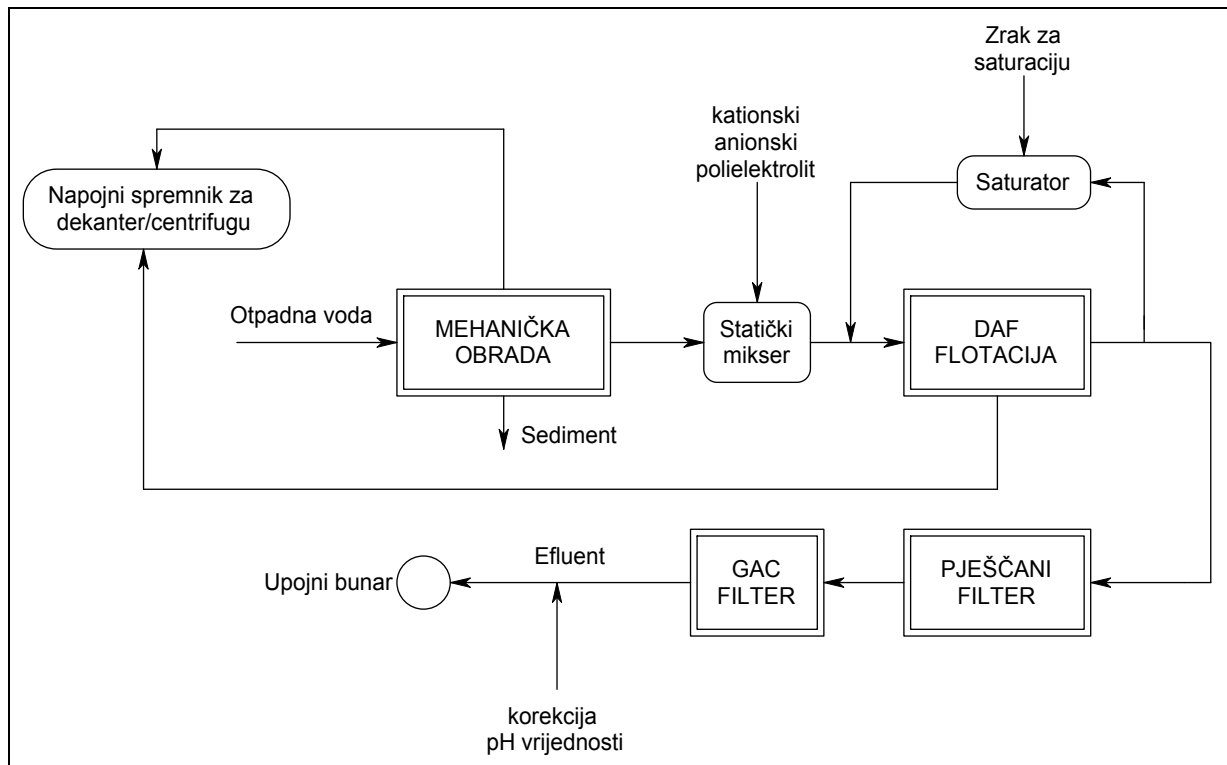 Zrak za
saturaciju
kationski
anionski
polielektrolit
Napojni spremnik za
dekanter/centrifugu
Saturator
Otpadna voda
MEHANIČKA
OBRADA
Statički
mikser
DAF
FLOTACIJA
Sediment
Efluent
Upojni bunar
GAC
FILTER
PJEŠČANI
FILTER
korekcija
pH vrijednosti